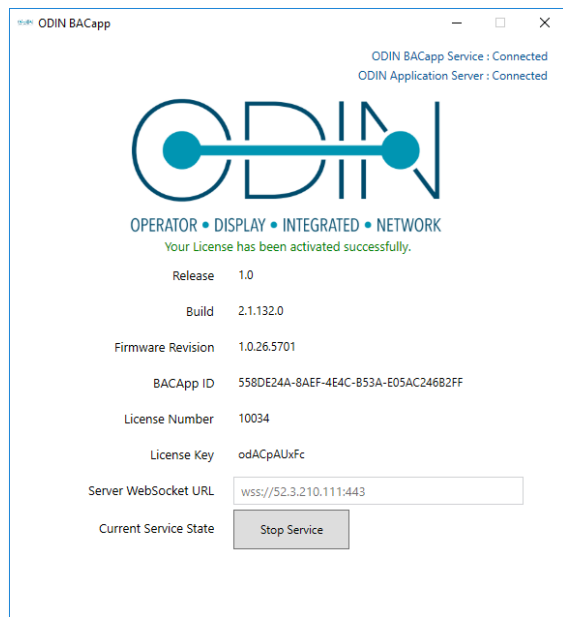 ODIN BACapp
ODIN BACapp Service : Connected
ODIN Application Server : Connected
ODIN
OPERATOR • DISPLAY • INTEGRATED • NETWORK
Your License has been activated successfully.
Release 1.0
Build 2.1.132.0
Firmware Revision 1.0.26.5701
BACApp ID 558DE24A-8AEF-4E4C-B53A-E05AC246B2FF
License Number 10034
License Key odACpAUxFc
Server WebSocket URL wss://52.3.210.111:443
Current Service State Stop Service